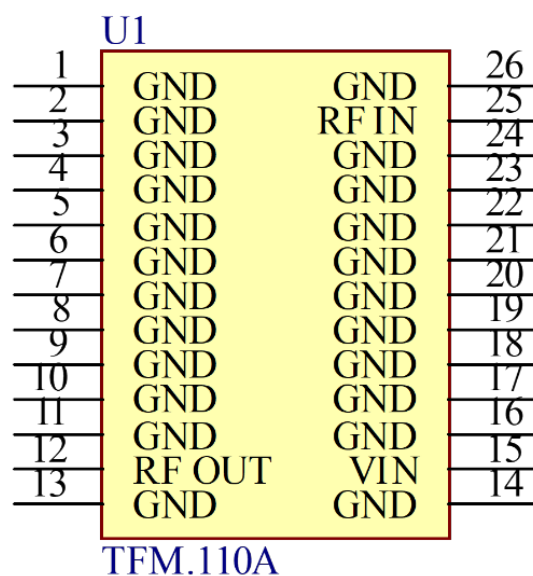 U1
1 GND GND 26
2 GND RF IN 25
3 GND GND 24
4 GND GND 23
5 GND GND 22
6 GND GND 21
7 GND GND 20
8 GND GND 19
9 GND GND 18
10 GND GND 17
11 GND GND 16
12 RF OUT VIN 15
13 GND GND 14
TFM.110A